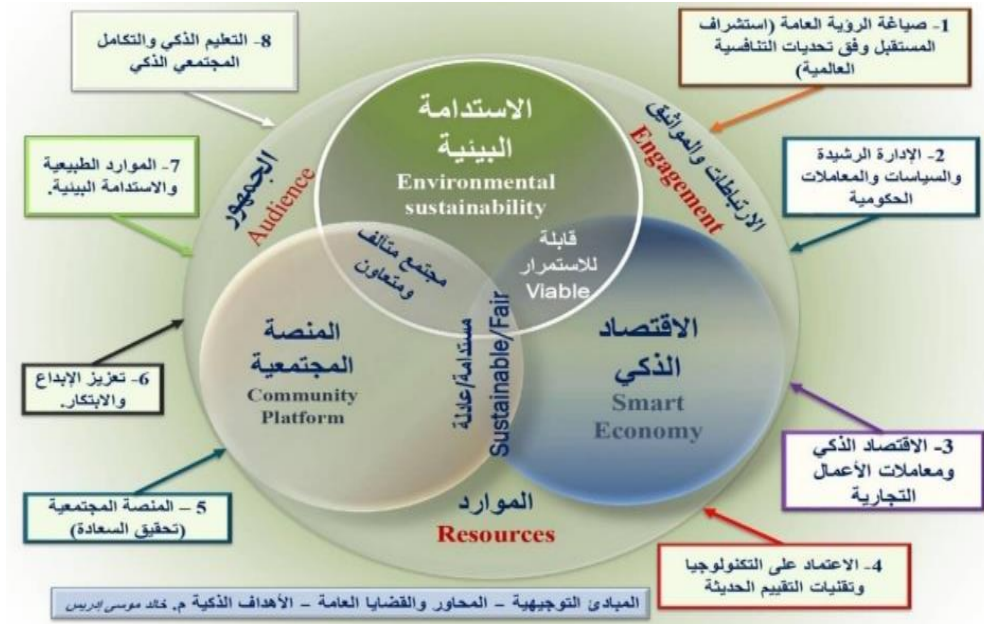 1- صياغة الرؤية العامة (استشراف
المستقبل وفق تحديات التنافسية
العالمية)
2- الإدارة الرشيدة
والسياسات والمعاملات
الحكومية
3- الاقتصاد الذكي
ومعاملات الأعمال
التجارية
4- الاعتماد على التكنولوجيا
وتقنيات التقييم الحديثة
5 – المنصة المجتمعية
(تحقيق السعادة)
6- تعزيز الإبداع
والابتكار.
7- الموارد الطبيعية
والاستدامة البيئية.
8- التعليم الذكي والتكامل
المجتمعي الذكي
الارتباطات والمواثيق
Engagement
الجمهور
Audience
الاستدامة
البيئية
Environmental
sustainability
قابلة
للاستمرار
Viable
مجتمع متآلف
ومتعاون
مستدامة/عادلة
Sustainable/Fair
المنصة
المجتمعية
Community
Platform
الاقتصاد
الذكي
Smart
Economy
الموارد
Resources
المبادئ التوجيهية – المحاور والقضايا العامة – الأهداف الذكية م. خالد موسى إدريس